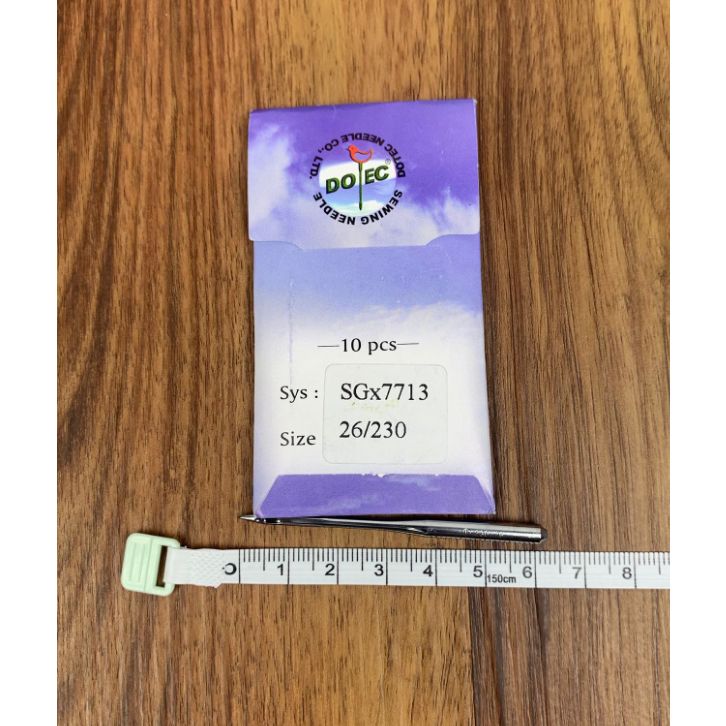 DOTEC NEEDLE CO., LTD.
DOTEC®
SEWING NEEDLE
—10 pcs—
Sys : SGx7713
Size 26/230
1 2 3 4 5 150cm 6 7 8